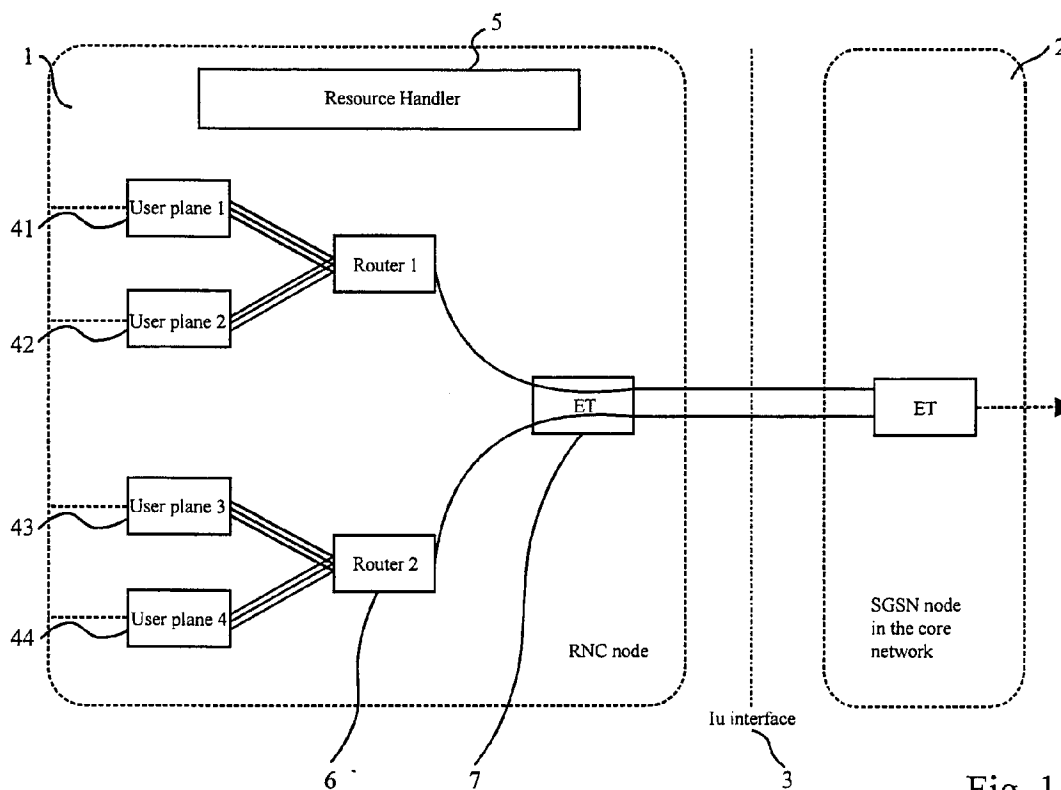 5
1
2
Resource Handler
User plane 1
41
Router 1
User plane 2
42
ET
ET
User plane 3
43
Router 2
User plane 4
44
SGSN node
in the core
network
RNC node
Iu interface
6
7
3
Fig. 1